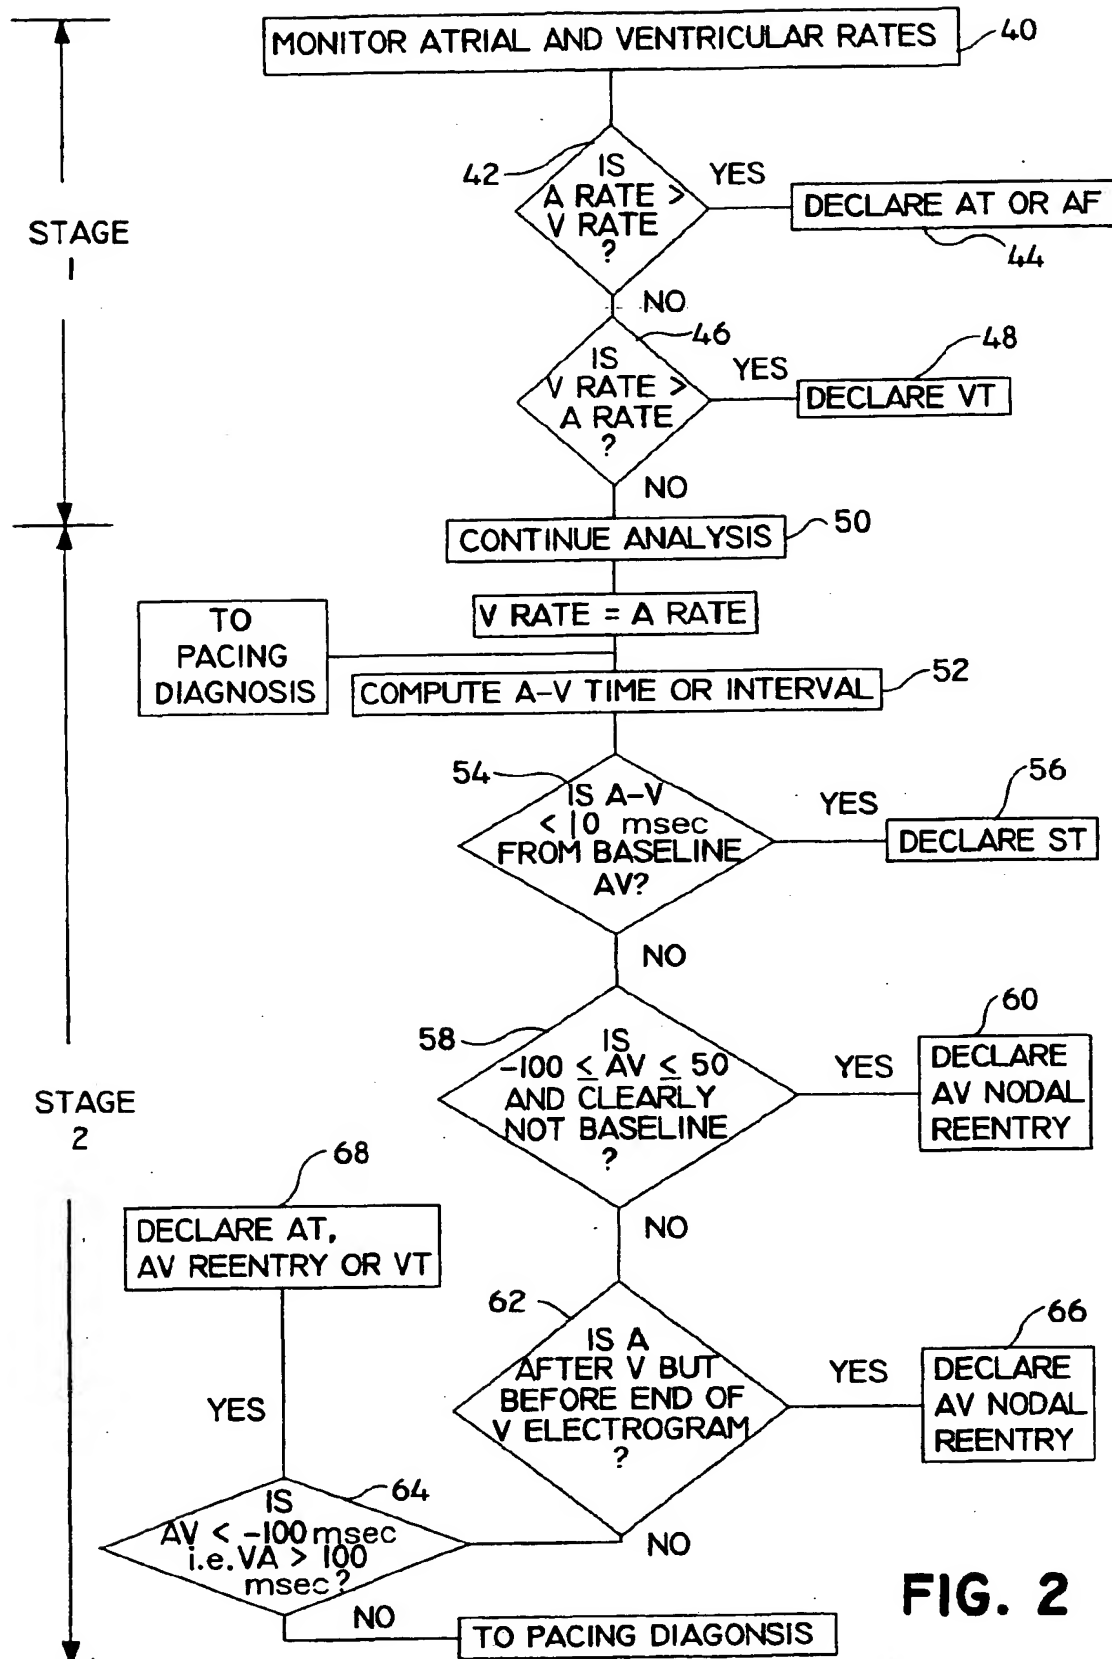 MONITOR ATRIAL AND VENTRICULAR RATES
40
42
IS
A RATE >
V RATE
?
YES
DECLARE AT OR AF
44
STAGE
1
NO
46
IS
V RATE >
A RATE
?
YES
48
DECLARE VT
NO
CONTINUE ANALYSIS
50
V RATE = A RATE
TO
PACING
DIAGNOSIS
COMPUTE A-V TIME OR INTERVAL
52
54
IS A-V
< 10 msec
FROM BASELINE
AV?
YES
56
DECLARE ST
NO
58
IS
-100 ≤ AV ≤ 50
AND CLEARLY
NOT BASELINE
?
YES
60
DECLARE
AV NODAL
REENTRY
STAGE
2
NO
68
DECLARE AT,
AV REENTRY OR VT
62
IS A
AFTER V BUT
BEFORE END OF
V ELECTROGRAM
?
YES
66
DECLARE
AV NODAL
REENTRY
YES
64
IS
AV < -100 msec
i.e. VA > 100
msec?
NO
NO
TO PACING DIAGONSIS
FIG. 2